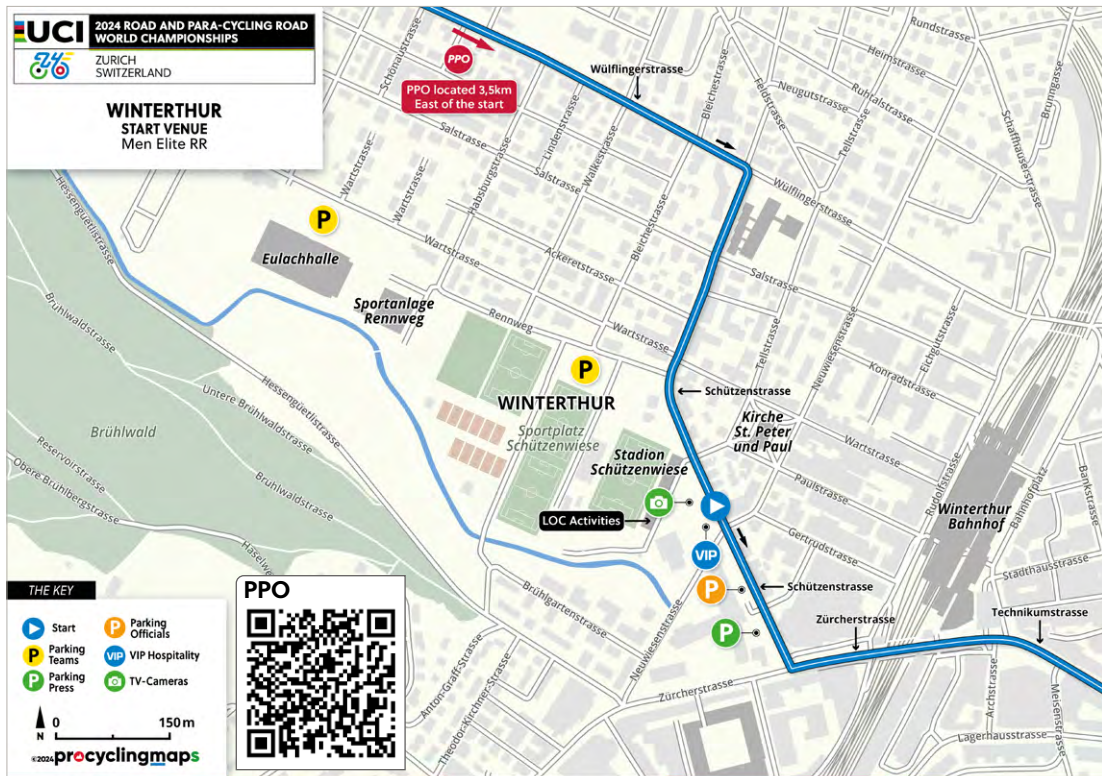 UCI
2024 ROAD AND PARA-CYCLING ROAD
WORLD CHAMPIONSHIPS
ZURICH
SWITZERLAND
WINTERTHUR
START VENUE
Men Elite RR
PPO
PPO located 3,5km
East of the start
Schönaustrasse
Wülflingerstrasse
Bleichestrasse
Feldstrasse
Rundstrasse
Heimstrasse
Neugutstrasse
Ruhtalstrasse
Brunngasse
Schaffhauserstrasse
Tellstrasse
Salstrasse
Lindenstrasse
Walkestrasse
Salstrasse
Wülflingerstrasse
Wartstrasse
Wartstrasse
Habsburgstrasse
Bleichestrasse
Hessengüetlistrasse
P
Eulachhalle
Wartstrasse
Ackeretstrasse
Salstrasse
Sportanlage
Rennweg
Rennweg
Wartstrasse
Tellstrasse
Neuwiesenstrasse
Eichgutstrasse
Konradstrasse
Brühlwaldstrasse
Hessengüetlistrasse
P
WINTERTHUR
Sportplatz
Schützenwiese
Schützenstrasse
Kirche
St. Peter
und Paul
Wartstrasse
Untere Brühlwaldstrasse
Brühlwald
Stadion
Schützenwiese
Reservoirstrasse
Obere Brühlbergstrasse
Brühlwaldstrasse
Paulstrasse
Rudolfstrasse
Bahnhofplatz
Bankstrasse
Winterthur
Bahnhof
LOC Activities
VIP
Gertrudstrasse
Stadthausstrasse
P
Schützenstrasse
Brühlgartenstrasse
Neuwiesenstrasse
P
Zürcherstrasse
Technikumstrasse
Zürcherstrasse
Anton-Graff-Strasse
Theodor-Kirchner-Strasse
Archstrasse
Meisenstrasse
Lagerhausstrasse
THE KEY
Start
P Parking
Officials
P Parking
Teams
VIP VIP Hospitality
P Parking
Press
TV-Cameras
N
0 150 m
©2024 procyclingmaps
PPO